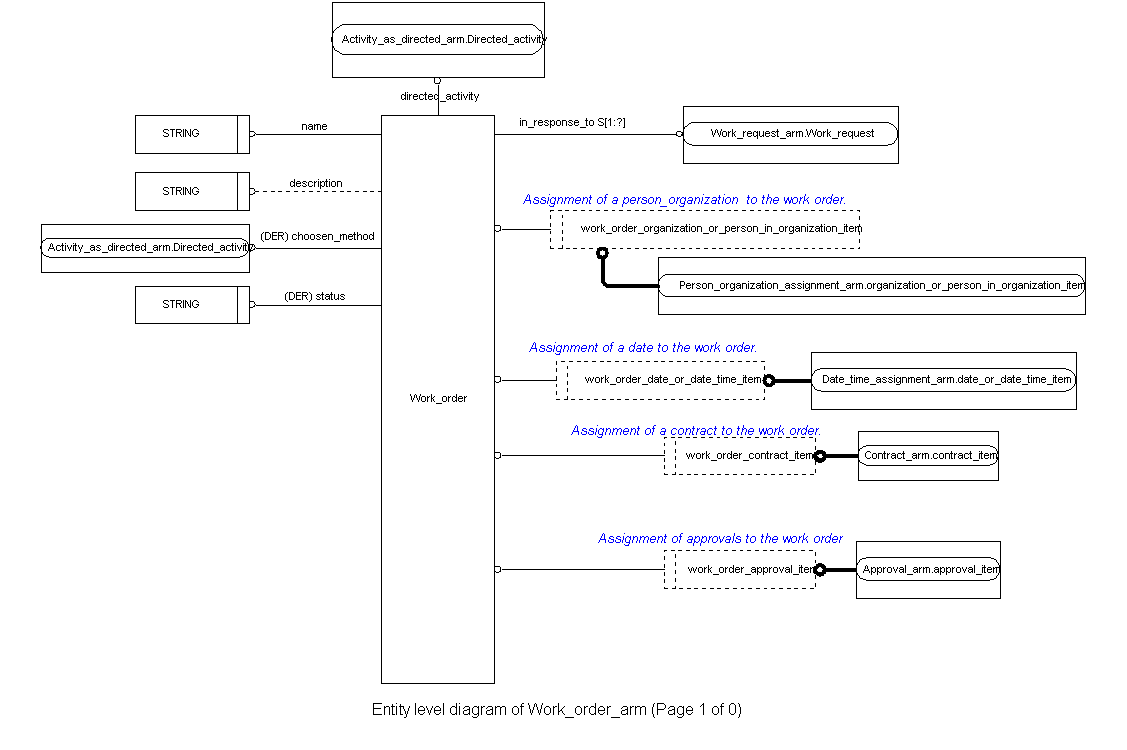 Activity_as_directed_arm.Directed_activity
directed_activity
STRING
name
in_response_to S[1:?]
Work_request_arm.Work_request
STRING
description
Assignment of a person_organization to the work order.
work_order_organization_or_person_in_organization_item
Activity_as_directed_arm.Directed_activity
(DER) choosen_method
Person_organization_assignment_arm.organization_or_person_in_organization_item
STRING
(DER) status
Assignment of a date to the work order.
work_order_date_or_date_time_item
Date_time_assignment_arm.date_or_date_time_item
Work_order
Assignment of a contract to the work order.
work_order_contract_item
Contract_arm.contract_item
Assignment of approvals to the work order
work_order_approval_item
Approval_arm.approval_item
Entity level diagram of Work_order_arm (Page 1 of 0)